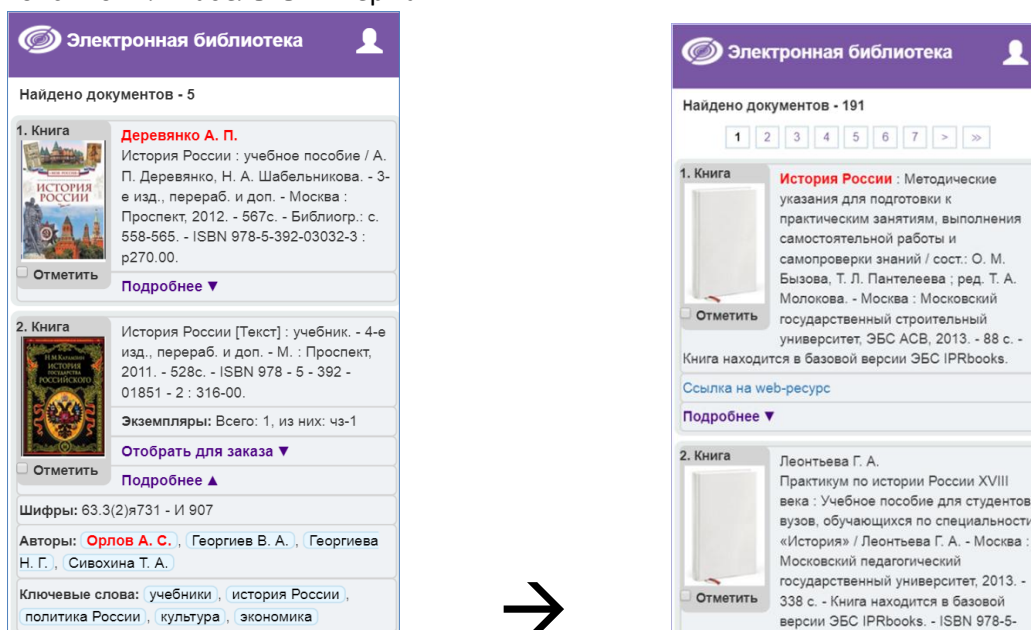 Электронная библиотека
Найдено документов - 5
1. Книга
Деревянко А. П.
История России : учебное пособие / А.
П. Деревянко, Н. А. Шабельникова. - 3-
е изд., перераб. и доп. - Москва :
Проспект, 2012. - 567с. - Библиогр.: с.
558-565. - ISBN 978-5-392-03032-3 :
р270.00.
ИСТОРИЯ
РОССИИ
Отметить
Подробнее ▼
2. Книга
История России [Текст] : учебник. - 4-е
изд., перераб. и доп. - М. : Проспект,
2011. - 528с. - ISBN 978 - 5 - 392 -
01851 - 2 : 316-00.
Н.М.Карамзин
ИСТОРИЯ
ГОСУДАРСТВА
РОССИЙСКОГО
Экземпляры: Всего: 1, из них: чз-1
Отобрать для заказа ▼
Отметить
Подробнее ▲
Шифры: 63.3(2)я731 - И 907
Авторы: Орлов А. С. , Георгиев В. А. , Георгиева
Н. Г. , Сивохина Т. А.
Ключевые слова: учебники , история России ,
политика России , культура , экономика
→
Электронная библиотека
Найдено документов - 191
1 2 3 4 5 6 7 > >>
1. Книга
История России : Методические
указания для подготовки к
практическим занятиям, выполнения
самостоятельной работы и
самопроверки знаний / сост.: О. М.
Бызова, Т. Л. Пантелеева ; ред. Т. А.
Молокова. - Москва : Московский
Отметить
государственный строительный
университет, ЭБС АСВ, 2013. - 88 с. -
Книга находится в базовой версии ЭБС IPRbooks.
Ссылка на web-ресурс
Подробнее ▼
2. Книга
Леонтьева Г. А.
Практикум по истории России XVIII
века : Учебное пособие для студентов
вузов, обучающихся по специальности
«История» / Леонтьева Г. А. - Москва :
Московский педагогический
государственный университет, 2013. -
Отметить
338 с. - Книга находится в базовой
версии ЭБС IPRbooks. - ISBN 978-5-